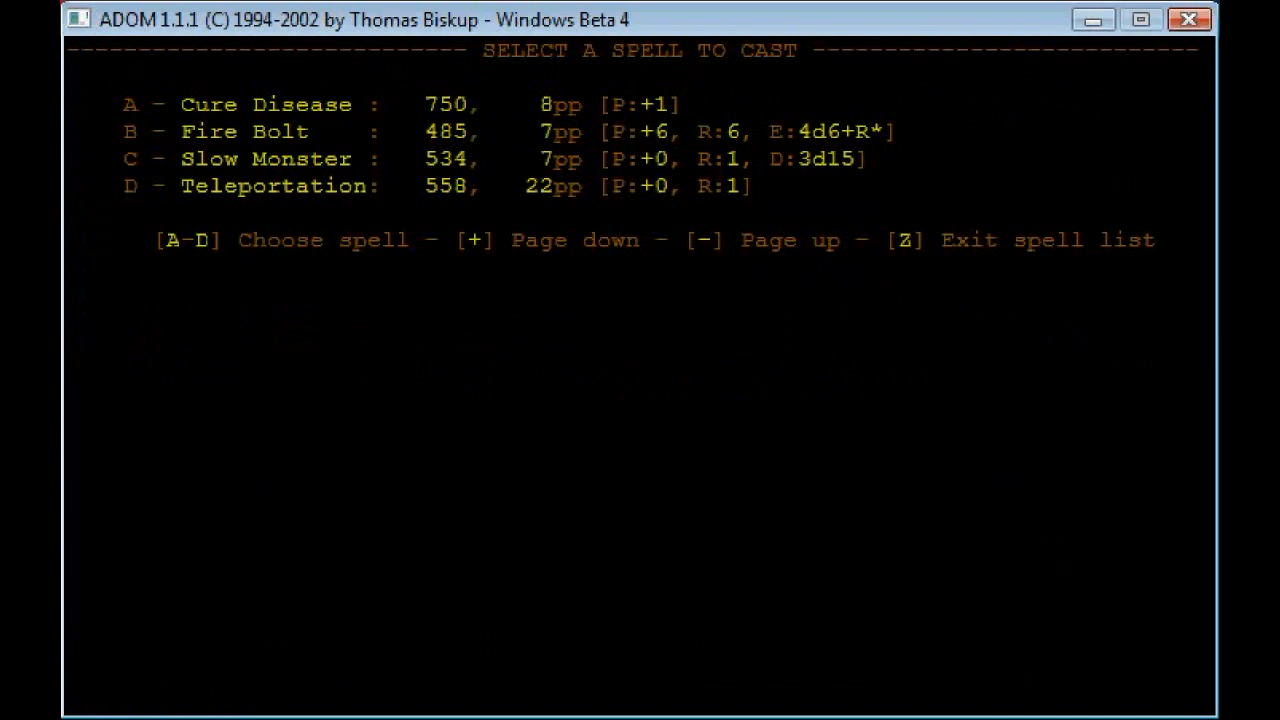 ADOM 1.1.1 (C) 1994-2002 by Thomas Biskup - Windows Beta 4
--------------------------- SELECT A SPELL TO CAST ---------------------------
A - Cure Disease : 750, 8pp [P:+1]
B - Fire Bolt : 485, 7pp [P:+6, R:6, E:4d6+R*]
C - Slow Monster : 534, 7pp [P:+0, R:1, D:3d15]
D - Teleportation: 558, 22pp [P:+0, R:1]
[A-D] Choose spell - [+] Page down - [-] Page up - [Z] Exit spell list